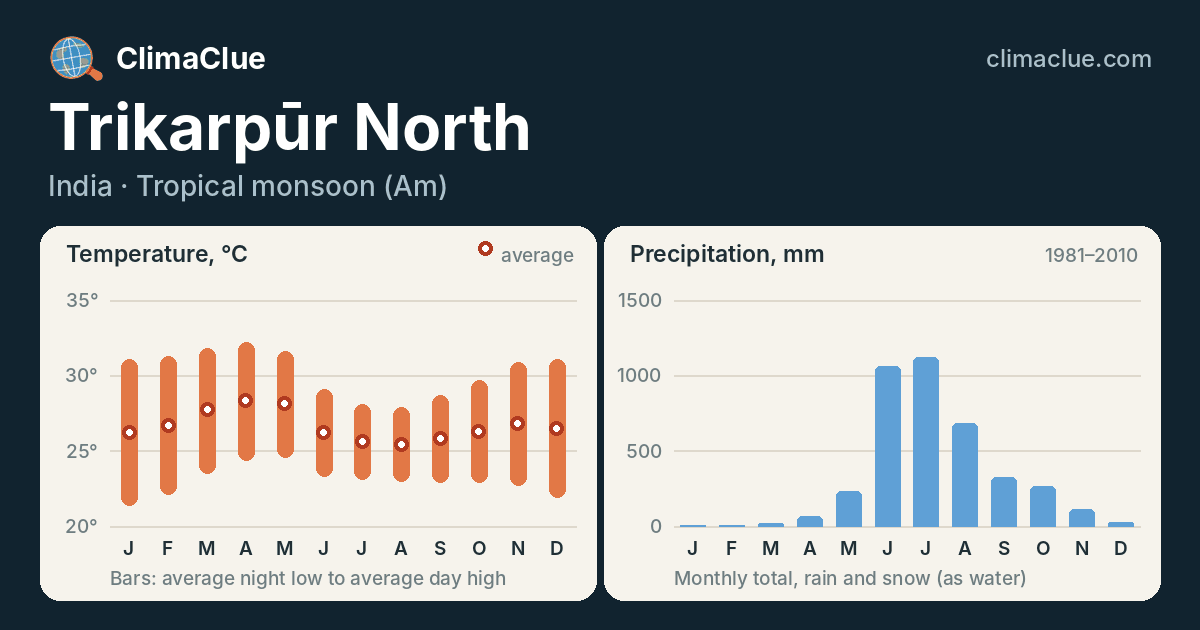 ClimaClue
climaclue.com
Trikarpūr North
India · Tropical monsoon (Am)
Temperature, °C
average
35°
30°
25°
20°
J F M A M J J A S O N D
Bars: average night low to average day high
Precipitation, mm
1981–2010
1500
1000
500
0
J F M A M J J A S O N D
Monthly total, rain and snow (as water)